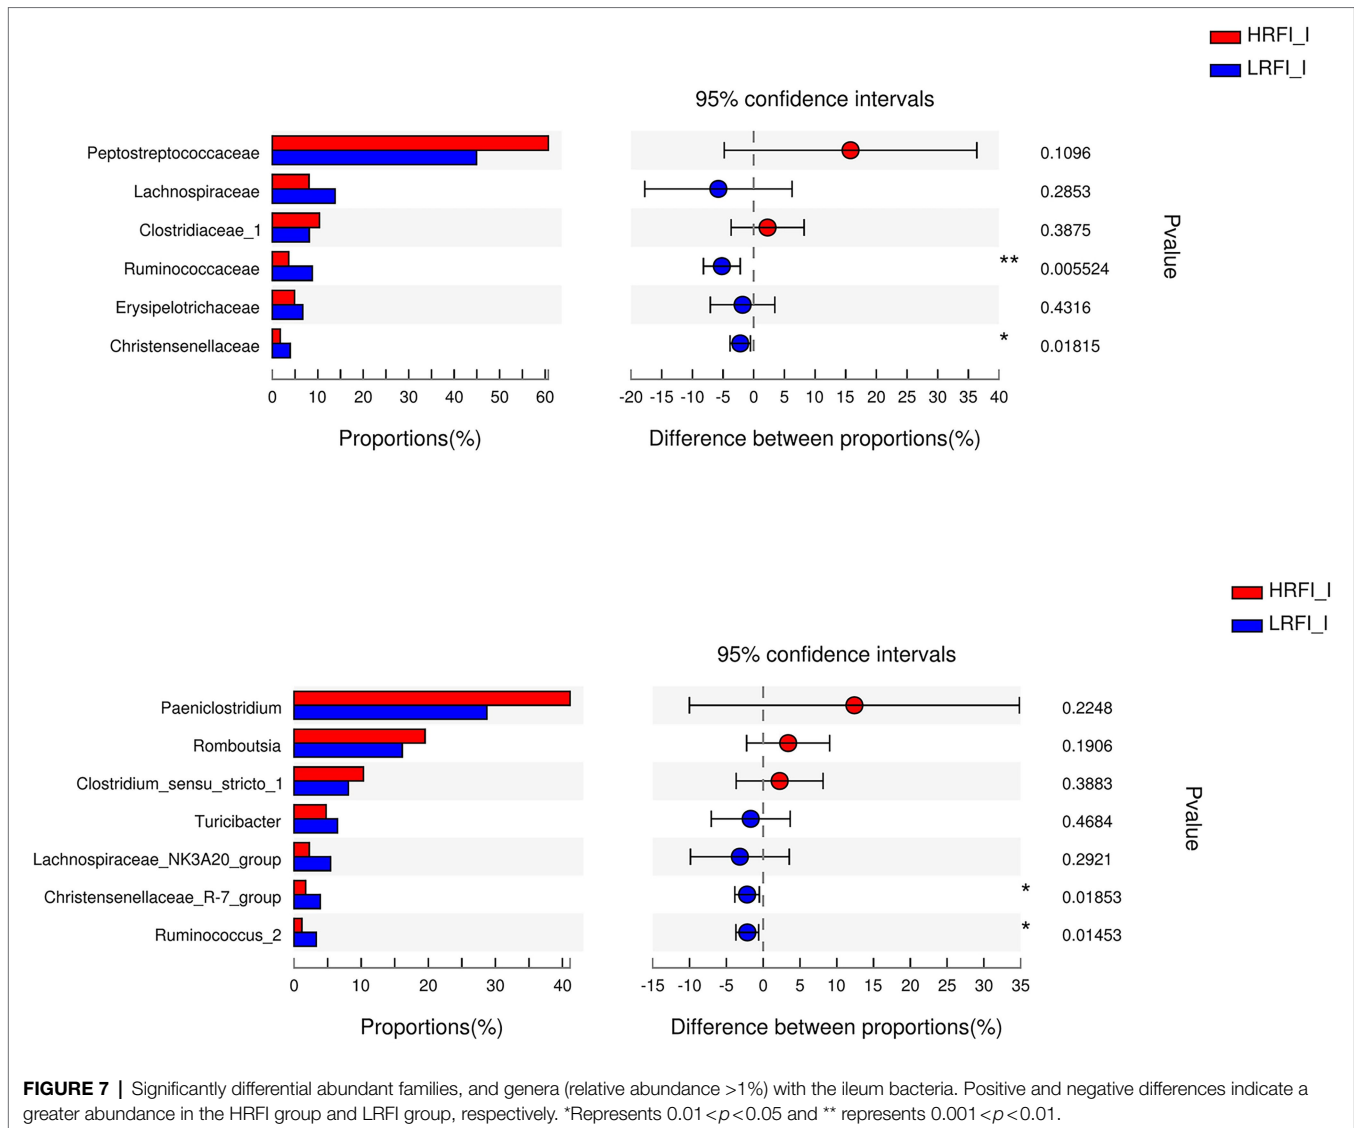 HRFI_I
LRFI_I
95% confidence intervals
Peptostreptococcaceae 0.1096
Lachnospiraceae 0.2853
Clostridiaceae_1 0.3875
Ruminococcaceae ** 0.005524
Erysipelotrichaceae 0.4316
Christensenellaceae * 0.01815
Pvalue
0 10 20 30 40 50 60 -20 -15 -10 -5 0 5 10 15 20 25 30 35 40
Proportions(%) Difference between proportions(%)
HRFI_I
LRFI_I
95% confidence intervals
Paeniclostridium 0.2248
Romboutsia 0.1906
Clostridium_sensu_stricto_1 0.3883
Turicibacter 0.4684
Lachnospiraceae_NK3A20_group 0.2921
Christensenellaceae_R-7_group * 0.01853
Ruminococcus_2 * 0.01453
Pvalue
0 10 20 30 40 -15 -10 -5 0 5 10 15 20 25 30 35
Proportions(%) Difference between proportions(%)
FIGURE 7 | Significantly differential abundant families, and genera (relative abundance >1%) with the ileum bacteria. Positive and negative differences indicate a
greater abundance in the HRFI group and LRFI group, respectively. *Represents 0.01<p<0.05 and ** represents 0.001<p<0.01.